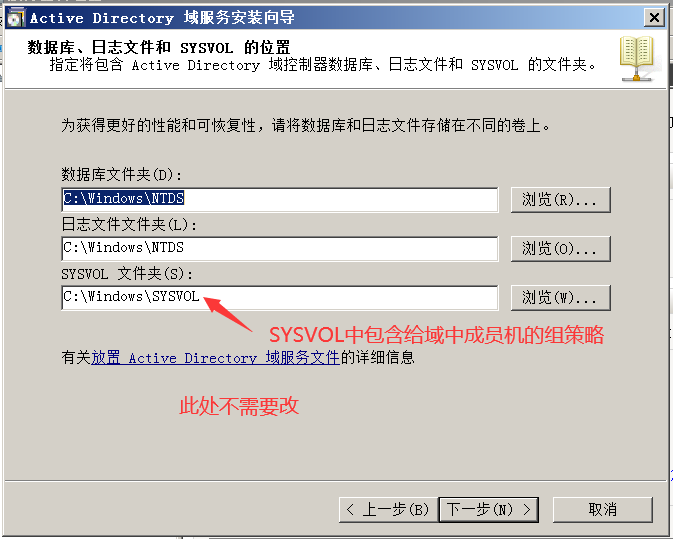 Active Directory 域服务安装向导
数据库、日志文件和 SYSVOL 的位置
指定将包含 Active Directory 域控制器数据库、日志文件和 SYSVOL 的文件夹。
为获得更好的性能和可恢复性，请将数据库和日志文件存储在不同的卷上。
数据库文件夹(D):
C:\Windows\NTDS 浏览(R)...
日志文件文件夹(L):
C:\Windows\NTDS 浏览(O)...
SYSVOL 文件夹(S):
C:\Windows\SYSVOL 浏览(W)...
SYSVOL中包含给域中成员机的组策略
有关放置 Active Directory 域服务文件的详细信息
此处不需要改
< 上一步(B) 下一步(N) > 取消